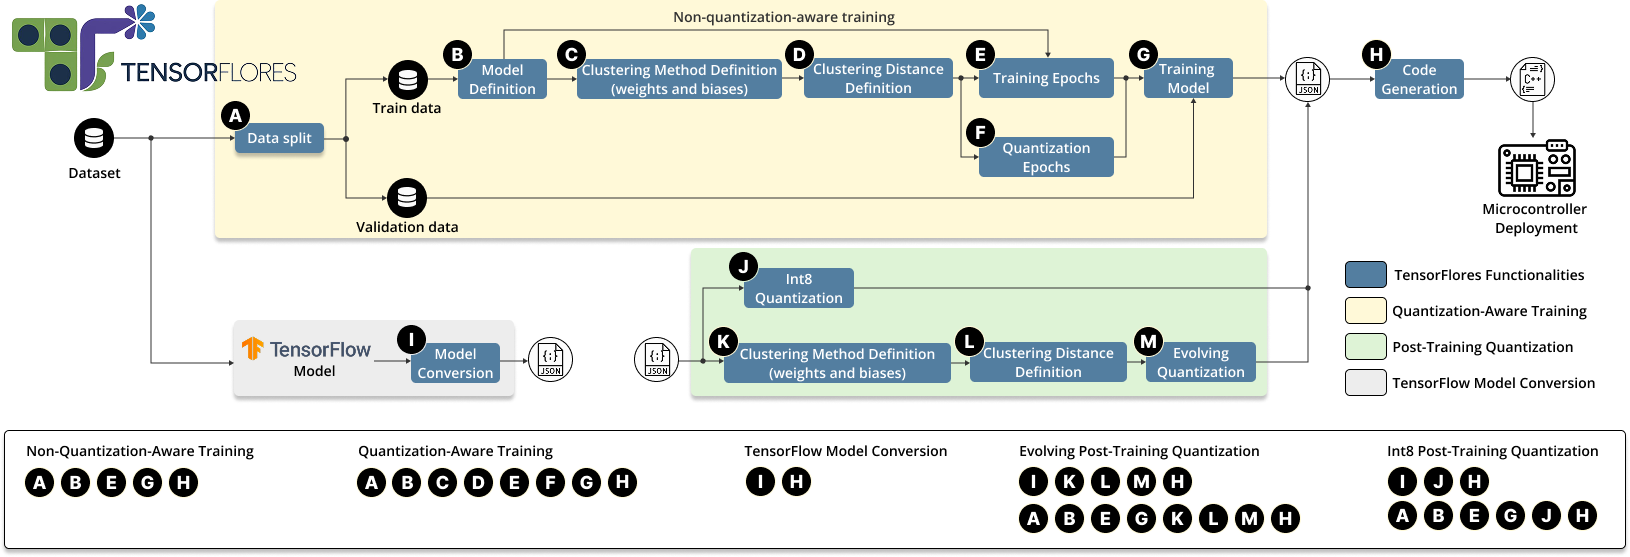 TENSORFLORES
Non-quantization-aware training
A
Data split
Dataset
Train data
Validation data
B
Model
Definition
C
Clustering Method Definition
(weights and biases)
D
Clustering Distance
Definition
E
Training Epochs
F
Quantization
Epochs
G
Training
Model
{;}
JSON
H
Code
Generation
C++
Microcontroller
Deployment
TensorFlow
Model
I
Model
Conversion
{;}
JSON
{;}
JSON
J
Int8
Quantization
K
Clustering Method Definition
(weights and biases)
L
Clustering Distance
Definition
M
Evolving
Quantization
TensorFlores Functionalities
Quantization-Aware Training
Post-Training Quantization
TensorFlow Model Conversion
Non-Quantization-Aware Training
A B E G H
Quantization-Aware Training
A B C D E F G H
TensorFlow Model Conversion
I H
Evolving Post-Training Quantization
I K L M H
A B E G K L M H
Int8 Post-Training Quantization
I J H
A B E G J H